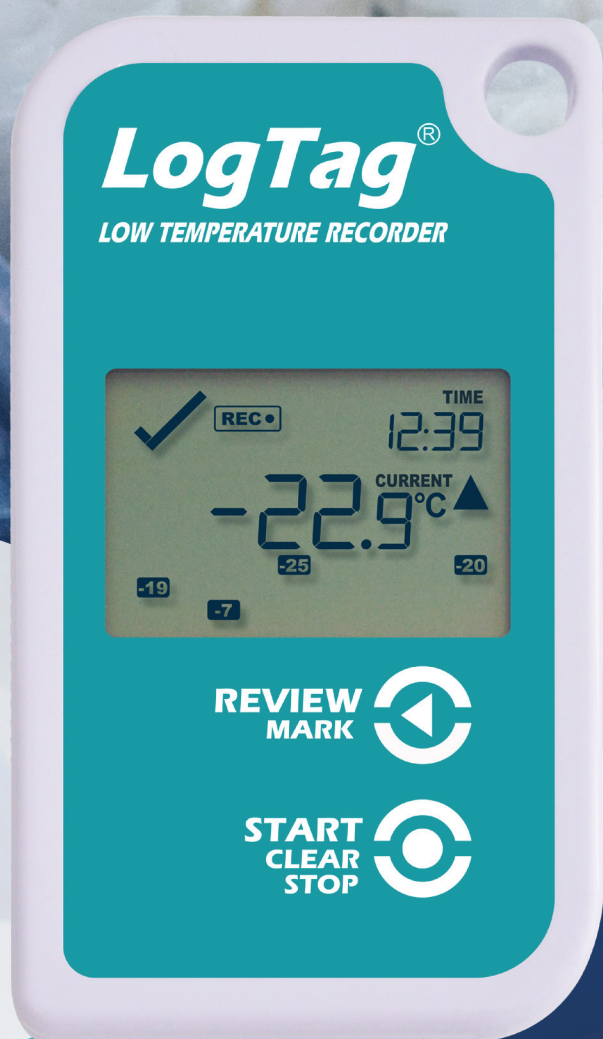 LogTag®
LOW TEMPERATURE RECORDER
TIME
REC
12:39
CURRENT
-22.9°C
-25
-20
-19
-7
REVIEW
MARK
START
CLEAR
STOP